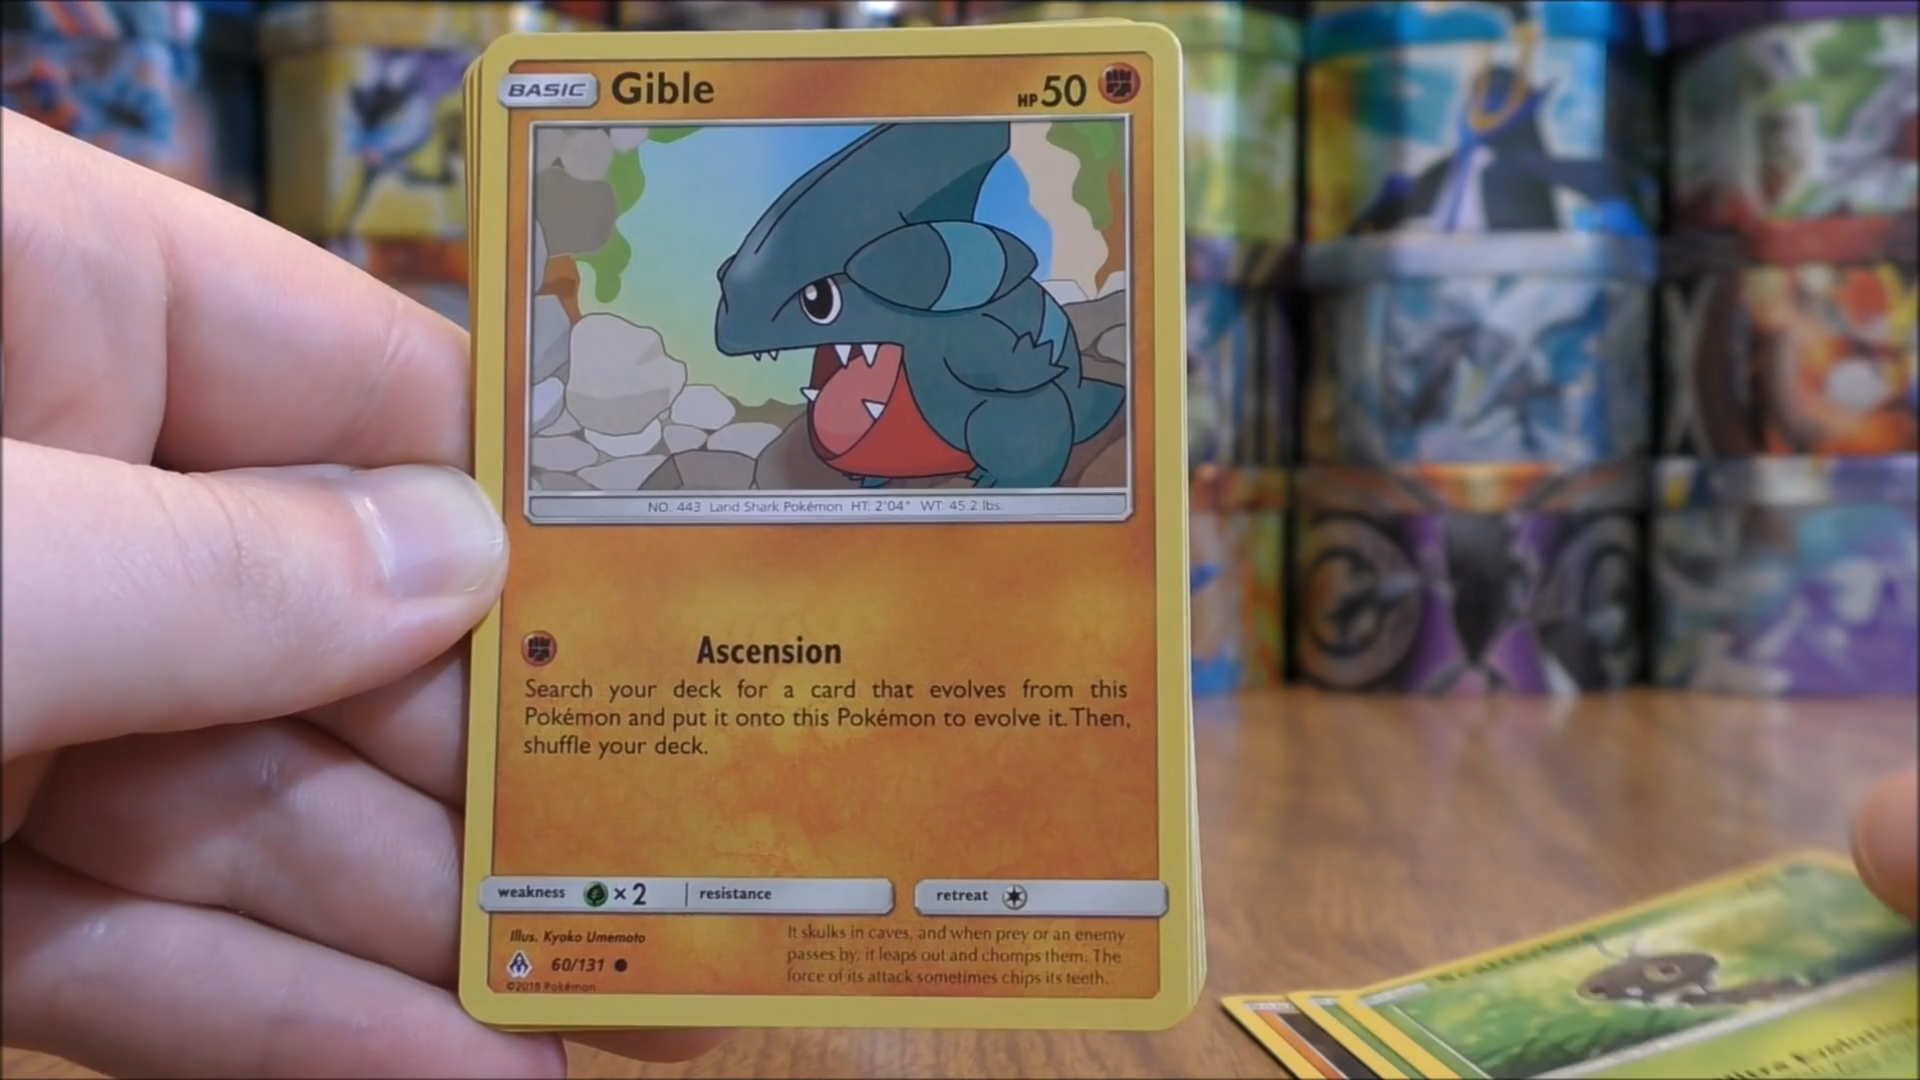 BASIC Gible HP 50
NO. 443 Land Shark Pokémon HT: 2'04" WT: 45.2 lbs.
Ascension
Search your deck for a card that evolves from this
Pokémon and put it onto this Pokémon to evolve it. Then,
shuffle your deck.
weakness ×2 resistance retreat
Illus. Kyoko Umemoto
60/131
©2018 Pokémon
It skulks in caves, and when prey or an enemy
passes by, it leaps out and chomps them. The
force of its attack sometimes chips its teeth.
Scatterbug